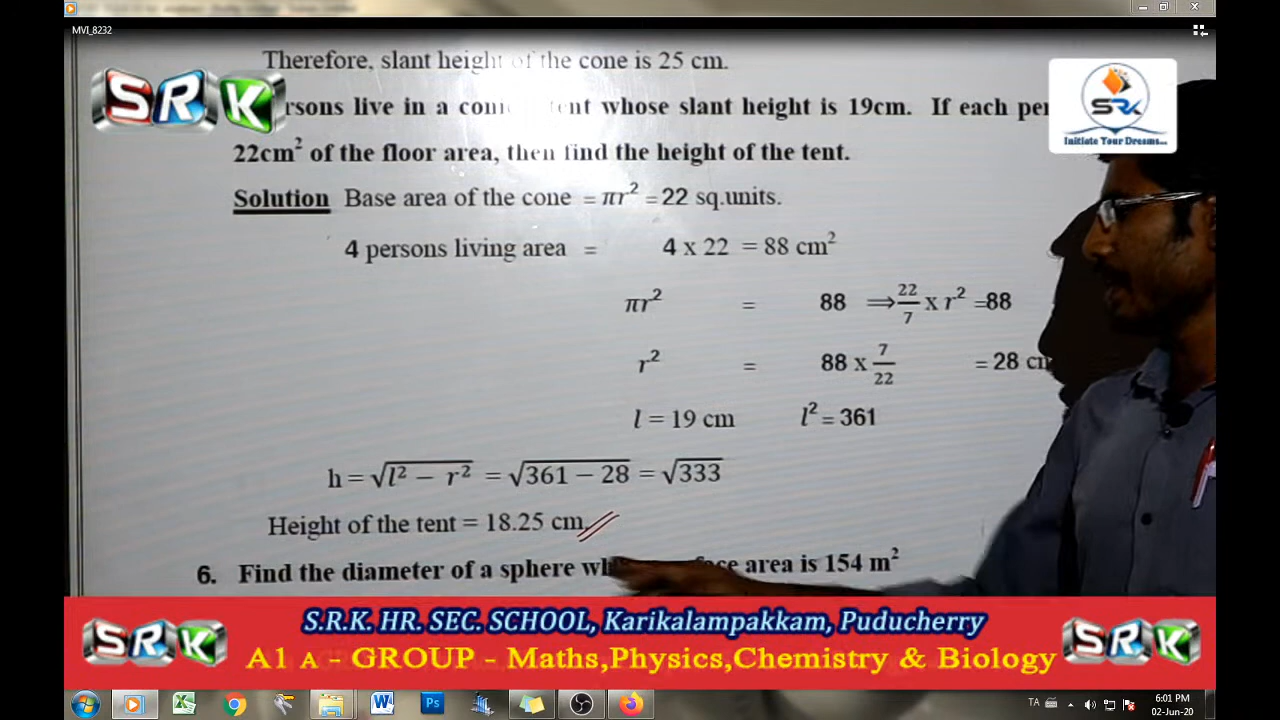 MVI_8232
Therefore, slant height of the cone is 25 cm.
SRK
SRK
Initiate Your Dreams...
rsons live in a con nt whose slant height is 19cm. If each per
22cm² of the floor area, then find the height of the tent.
Solution Base area of the cone = πr² = 22 sq.units.
4 persons living area = 4 x 22 = 88 cm²
πr² = 88 ⟹ 22/7 x r² =88
r² = 88 x 7/22 = 28 cm
l = 19 cm l² = 361
h = √(l² − r²) = √(361 − 28) = √333
Height of the tent = 18.25 cm
6. Find the diameter of a sphere area is 154 m²
S.R.K. HR. SEC. SCHOOL, Karikalampakkam, Puducherry
SRK
A1 A - GROUP - Maths,Physics,Chemistry & Biology
SRK
TA
6:01 PM
02-Jun-20